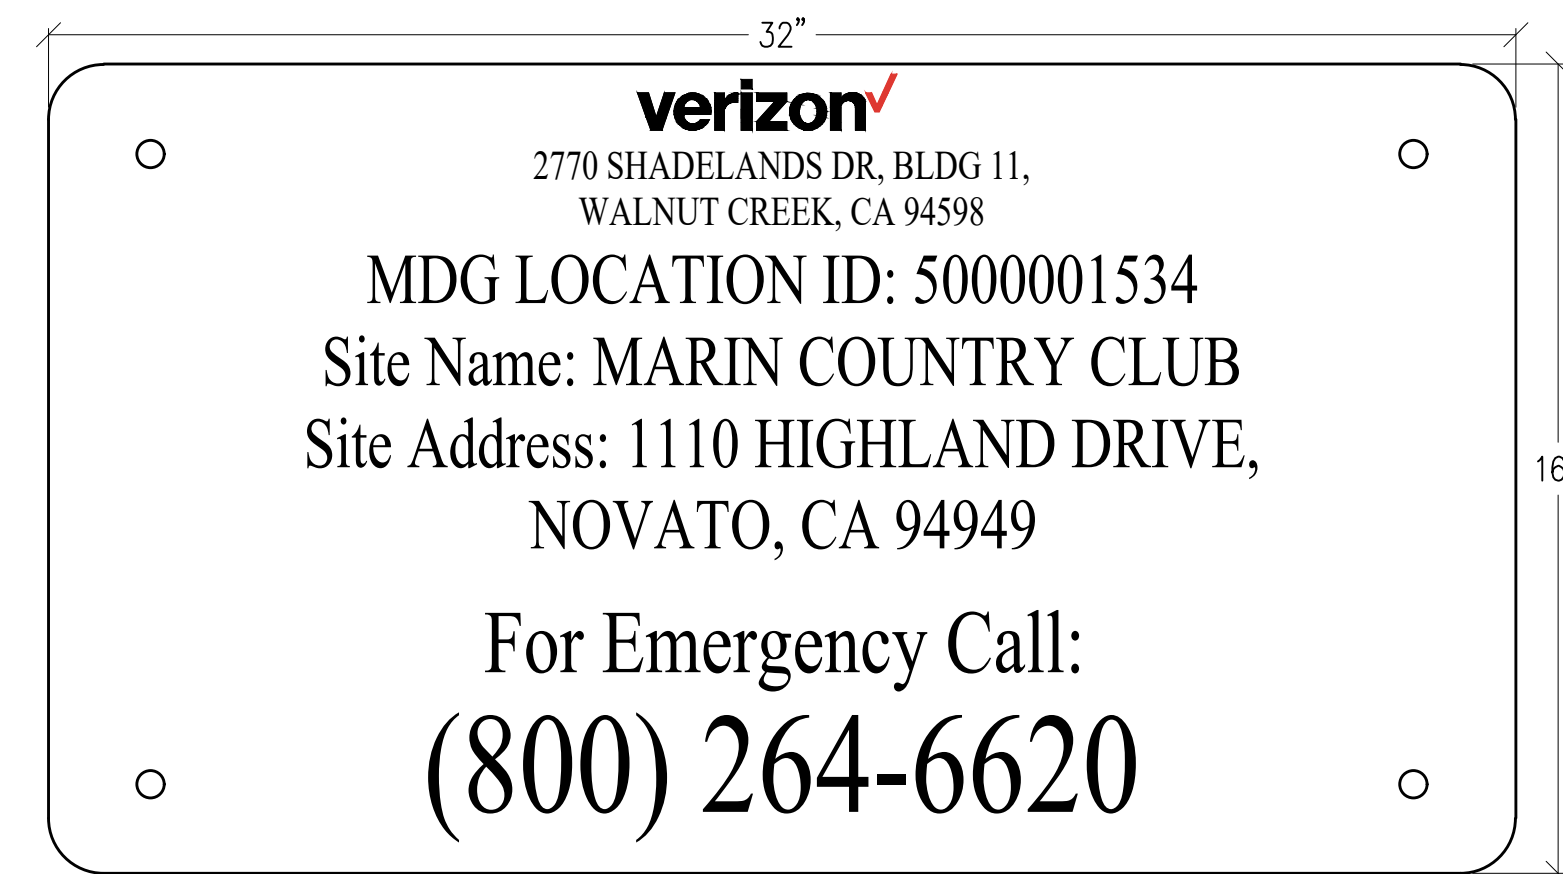 32”
verizon
2770 SHADELANDS DR, BLDG 11,
WALNUT CREEK, CA 94598
MDG LOCATION ID: 5000001534
Site Name: MARIN COUNTRY CLUB
Site Address: 1110 HIGHLAND DRIVE,
NOVATO, CA 94949
16
For Emergency Call:
(800) 264-6620